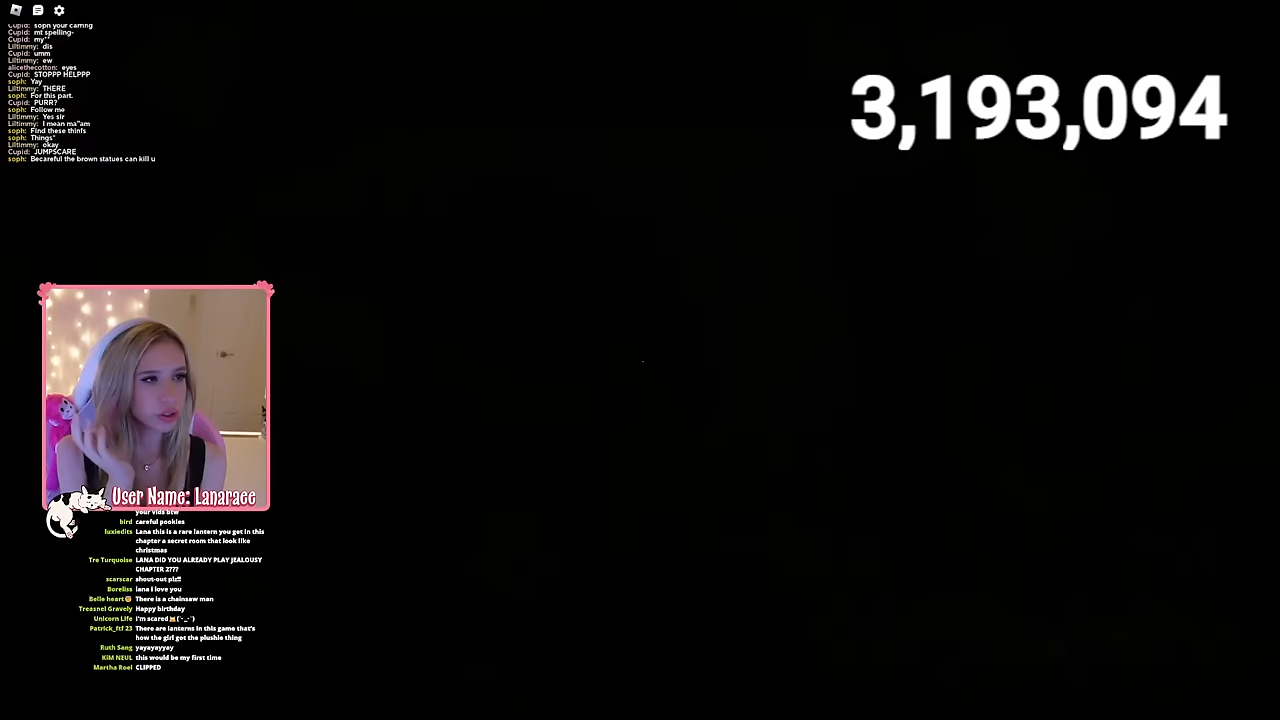 Cupid: soph your carring
Cupid: mt spelling-
Cupid: my**
Liltimmy: dis
Cupid: umm
Liltimmy: ew
alicethecotton: eyes
Cupid: STOPPP HELPPP
soph: Yay
Liltimmy: THERE
soph: For this part.
Cupid: PURR?
soph: Follow me
Liltimmy: Yes sir
Liltimmy: I mean ma"am
soph: Find these thinfs
soph: Things*
Liltimmy: okay
Cupid: JUMPSCARE
soph: Becareful the brown statues can kill u
3,193,094
User Name: Lanaraee
your vids btw
bird careful pookies
luxiedits Lana this is a rare lantern you get in this
chapter a secret room that look like
christmas
Tre Turquoise LANA DID YOU ALREADY PLAY JEALOUSY
CHAPTER 2???
scarscar shout-out plz!!
Boreliss lana i love you
Belle heart There is a chainsaw man
Treasnel Gravely Happy birthday
Unicorn Life I'm scared
Patrick_ftf 23 There are lanterns in this game that's
how the girl got the plushie thing
Ruth Sang yayayayyay
KIM NEUL this would be my first time
Martha Roel CLIPPED